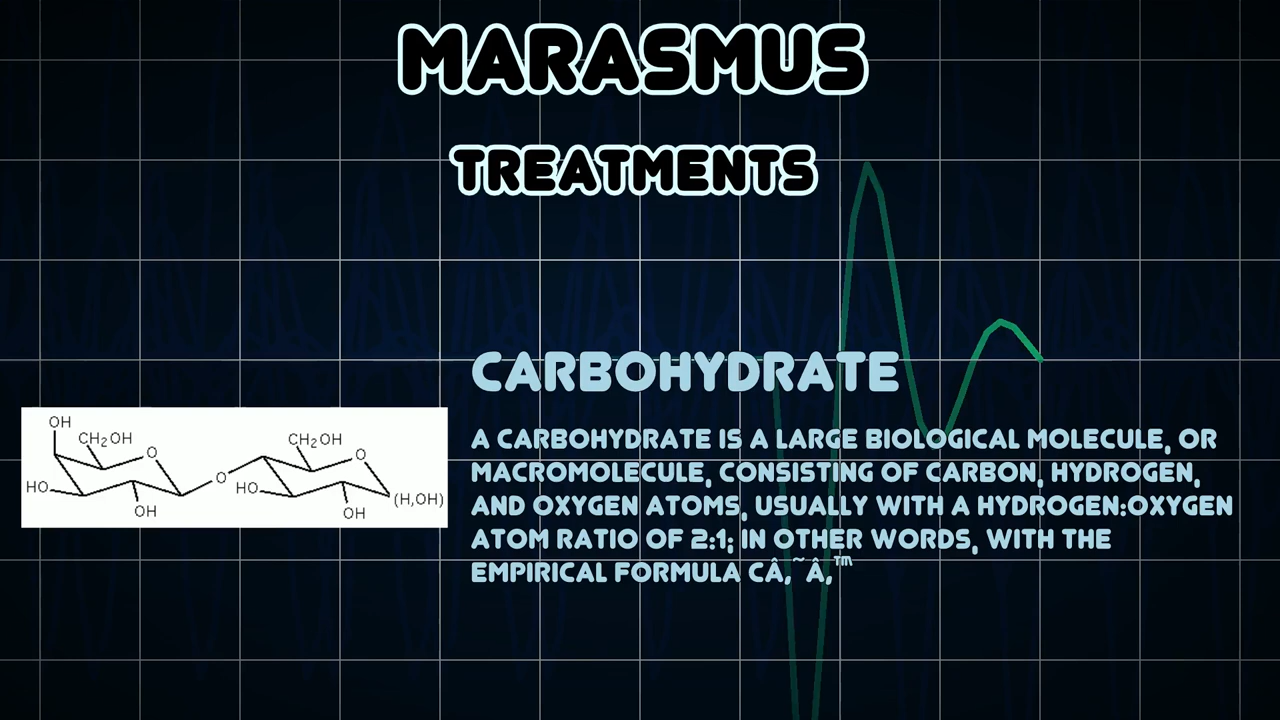 MARASMUS
TREATMENTS
CARBOHYDRATE
A CARBOHYDRATE IS A LARGE BIOLOGICAL MOLECULE, OR
MACROMOLECULE, CONSISTING OF CARBON, HYDROGEN,
AND OXYGEN ATOMS, USUALLY WITH A HYDROGEN:OXYGEN
ATOM RATIO OF 2:1; IN OTHER WORDS, WITH THE
EMPIRICAL FORMULA CÂ‚˜Â‚™
OH
CH₂OH
O
HO
OH
O
CH₂OH
O
HO
OH
(H,OH)